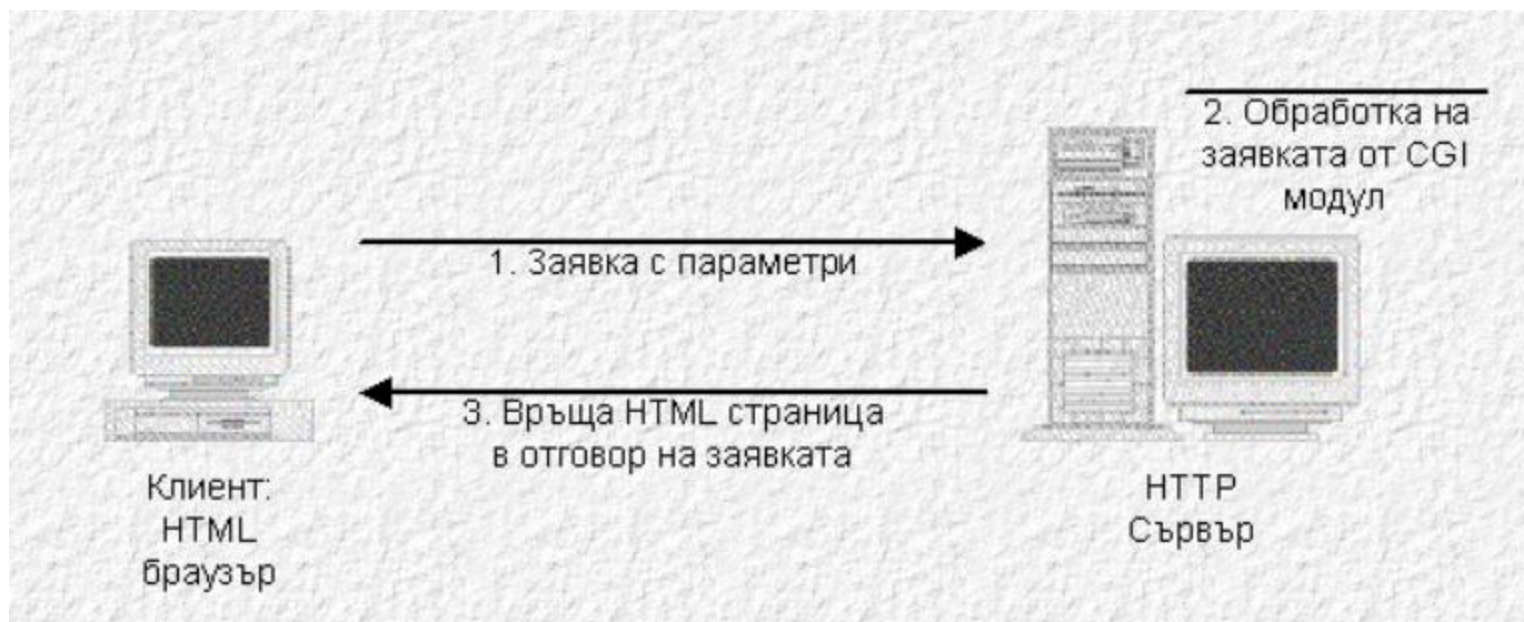 2. Обработка на
заявката от CGI
модул
1. Заявка с параметри
3. Връща HTML страница
в отговор на заявката
Клиент:
HTML
браузър
HTTP
Сървър